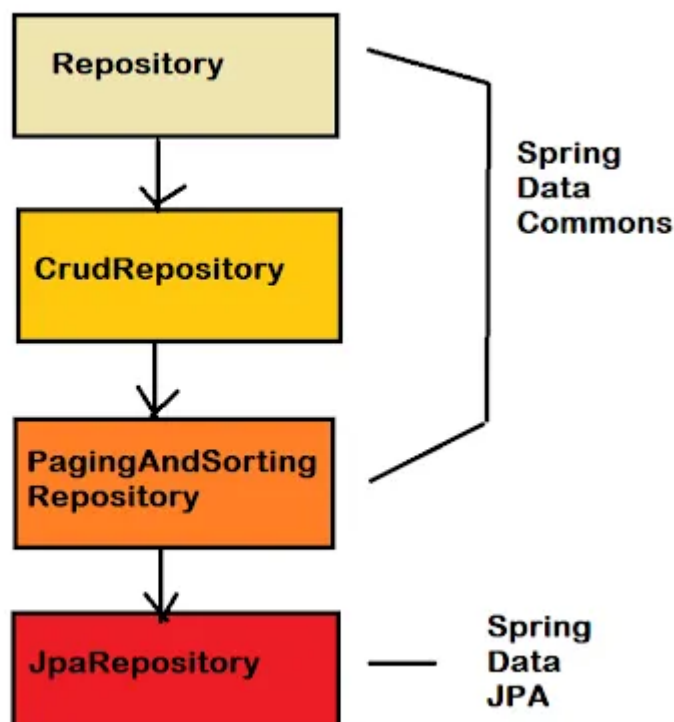 Repository
Spring
Data
Commons
CrudRepository
PagingAndSorting
Repository
JpaRepository
Spring
Data
JPA